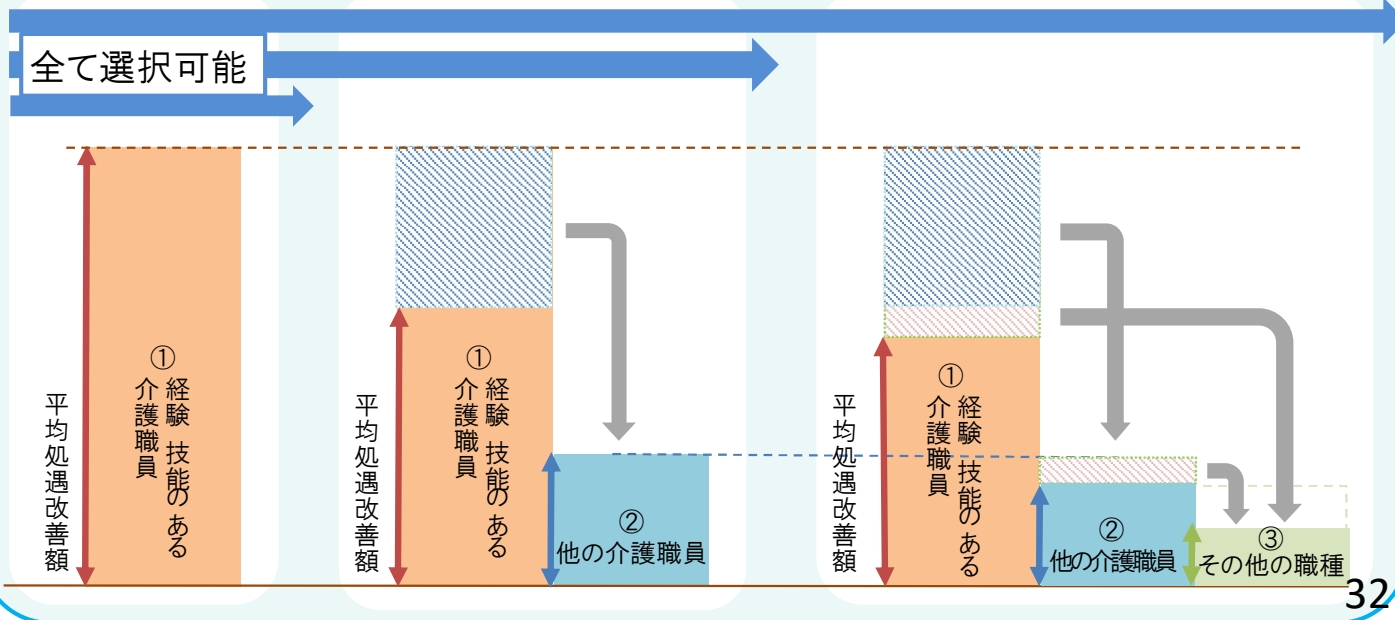 全て選択可能
平均処遇改善額
①
経験 技能のある
介護職員
平均処遇改善額
①
経験 技能のある
介護職員
②
他の介護職員
平均処遇改善額
①
経験 技能のある
介護職員
②
他の介護職員
③
その他の職種
32